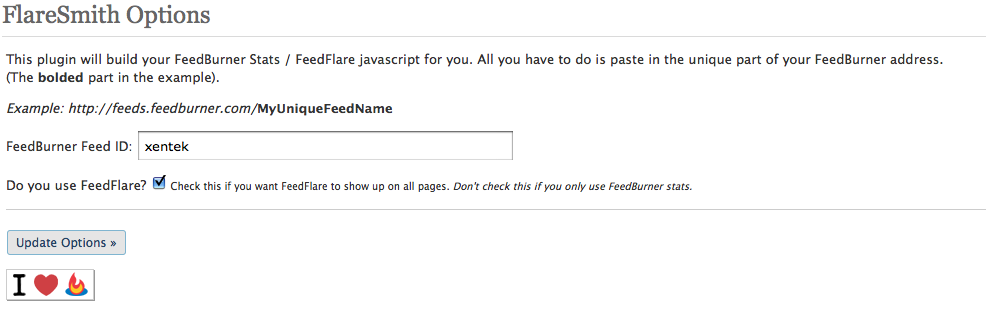 FlareSmith Options
This plugin will build your FeedBurner Stats / FeedFlare javascript for you. All you have to do is paste in the unique part of your FeedBurner address.
(The bolded part in the example).
Example: http://feeds.feedburner.com/MyUniqueFeedName
FeedBurner Feed ID: xentek
Do you use FeedFlare? Check this if you want FeedFlare to show up on all pages. Don't check this if you only use FeedBurner stats.
Update Options »
I